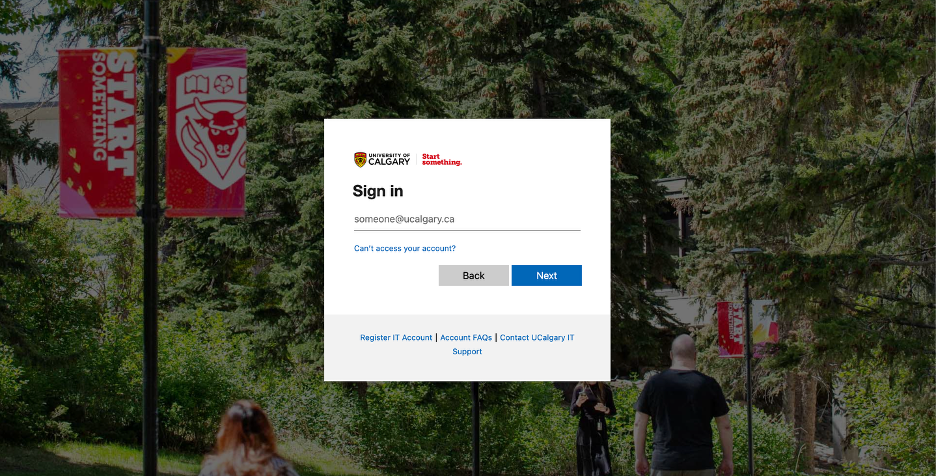 START
SOMETHING
UNIVERSITY OF
CALGARY
Start
something.
Sign in
someone@ucalgary.ca
Can't access your account?
Back
Next
Register IT Account | Account FAQs | Contact UCalgary IT
Support
START